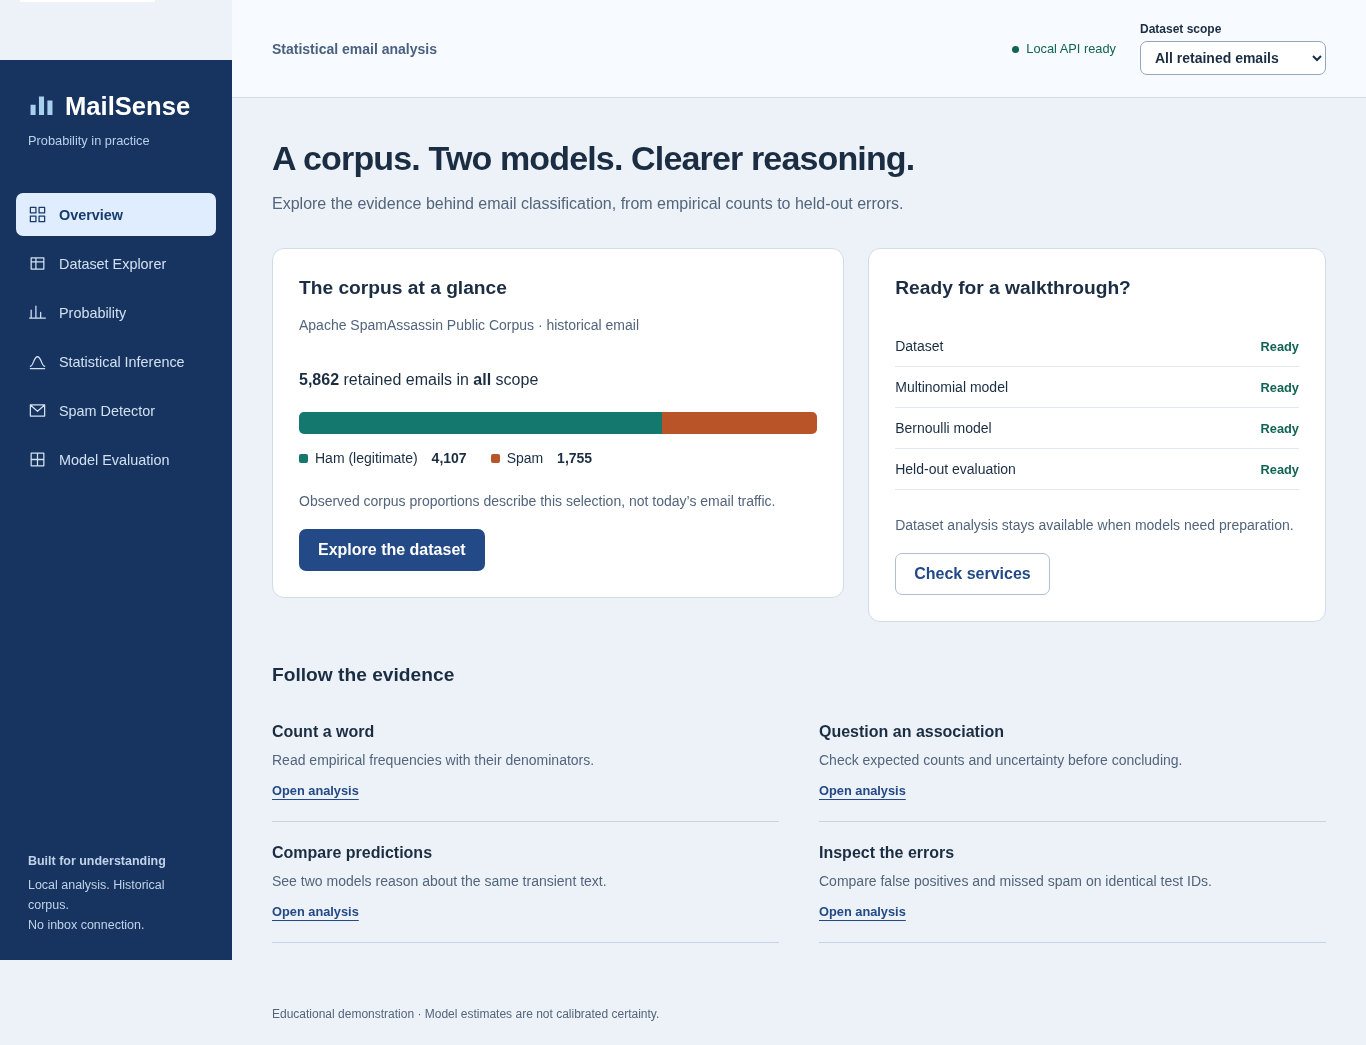 MailSense
Probability in practice
Overview
Dataset Explorer
Probability
Statistical Inference
Spam Detector
Model Evaluation
Built for understanding
Local analysis. Historical
corpus.
No inbox connection.
Statistical email analysis
Local API ready
Dataset scope
All retained emails
A corpus. Two models. Clearer reasoning.
Explore the evidence behind email classification, from empirical counts to held-out errors.
The corpus at a glance
Apache SpamAssassin Public Corpus · historical email
5,862 retained emails in all scope
Ham (legitimate) 4,107 Spam 1,755
Observed corpus proportions describe this selection, not today’s email traffic.
Explore the dataset
Ready for a walkthrough?
Dataset Ready
Multinomial model Ready
Bernoulli model Ready
Held-out evaluation Ready
Dataset analysis stays available when models need preparation.
Check services
Follow the evidence
Count a word
Read empirical frequencies with their denominators.
Open analysis
Question an association
Check expected counts and uncertainty before concluding.
Open analysis
Compare predictions
See two models reason about the same transient text.
Open analysis
Inspect the errors
Compare false positives and missed spam on identical test IDs.
Open analysis
Educational demonstration · Model estimates are not calibrated certainty.